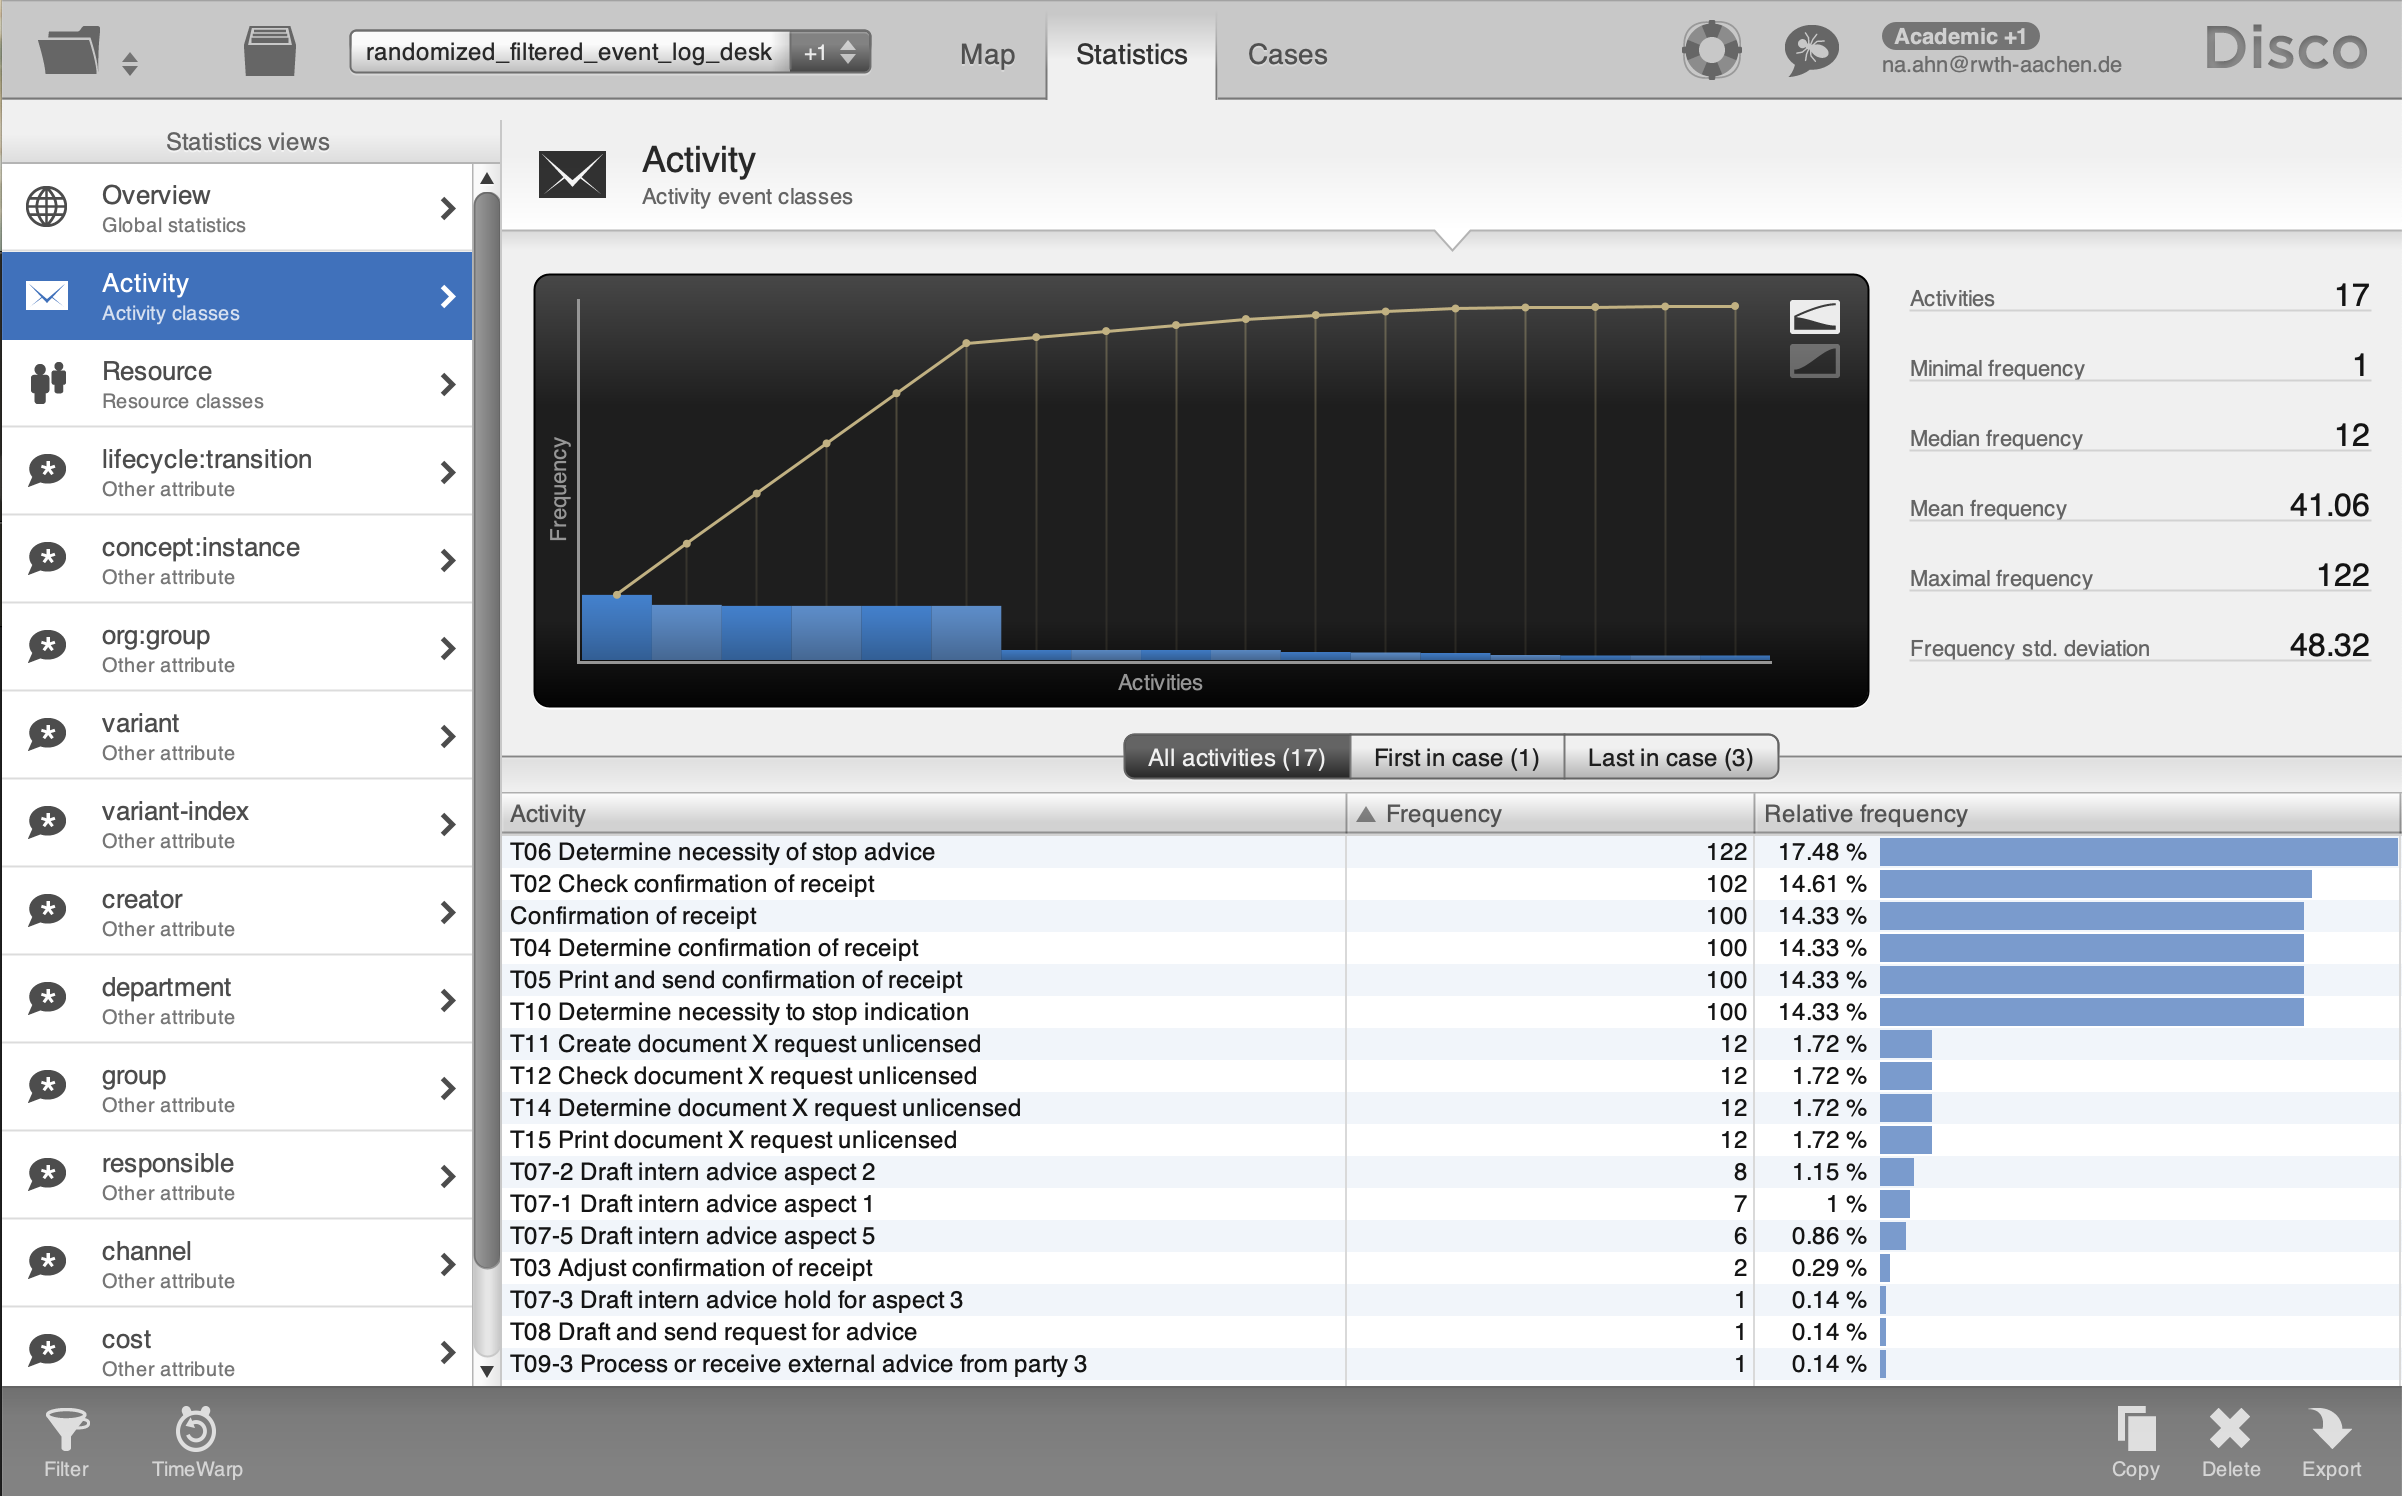 randomized_filtered_event_log_desk +1
Map
Statistics
Cases
Academic +1
na.ahn@rwth-aachen.de
Disco
Statistics views
Overview
Global statistics
Activity
Activity classes
Resource
Resource classes
lifecycle:transition
Other attribute
concept:instance
Other attribute
org:group
Other attribute
variant
Other attribute
variant-index
Other attribute
creator
Other attribute
department
Other attribute
group
Other attribute
responsible
Other attribute
channel
Other attribute
cost
Other attribute
Activity
Activity event classes
Frequency
Activities
Activities 17
Minimal frequency 1
Median frequency 12
Mean frequency 41.06
Maximal frequency 122
Frequency std. deviation 48.32
All activities (17) First in case (1) Last in case (3)
Activity ▲ Frequency Relative frequency
T06 Determine necessity of stop advice 122 17.48 %
T02 Check confirmation of receipt 102 14.61 %
Confirmation of receipt 100 14.33 %
T04 Determine confirmation of receipt 100 14.33 %
T05 Print and send confirmation of receipt 100 14.33 %
T10 Determine necessity to stop indication 100 14.33 %
T11 Create document X request unlicensed 12 1.72 %
T12 Check document X request unlicensed 12 1.72 %
T14 Determine document X request unlicensed 12 1.72 %
T15 Print document X request unlicensed 12 1.72 %
T07-2 Draft intern advice aspect 2 8 1.15 %
T07-1 Draft intern advice aspect 1 7 1 %
T07-5 Draft intern advice aspect 5 6 0.86 %
T03 Adjust confirmation of receipt 2 0.29 %
T07-3 Draft intern advice hold for aspect 3 1 0.14 %
T08 Draft and send request for advice 1 0.14 %
T09-3 Process or receive external advice from party 3 1 0.14 %
Filter
TimeWarp
Copy
Delete
Export